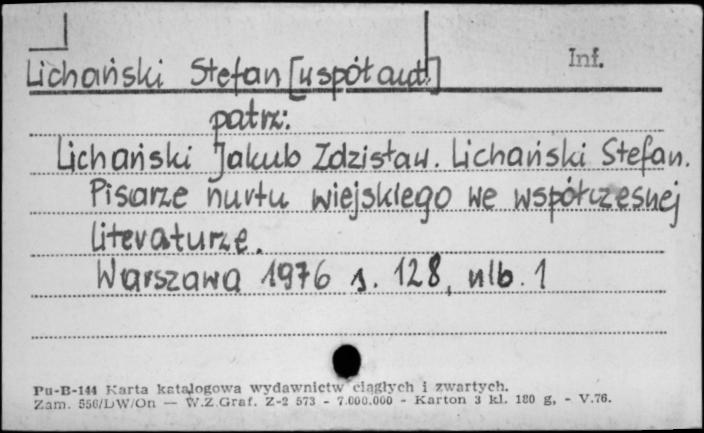 Inf.
Lichański Stefan [współaut.]
patrz:
Lichański Jakub Zdzisław. Lichański Stefan.
Pisarze nurtu wiejskiego we współczesnej
literaturze.
Warszawa 1976 s. 128, nlb. 1
Pu-B-144 Karta katalogowa wydawnictw ciągłych i zwartych.
Zam. 556/DW/On — W.Z.Graf. Z-2 573 - 7.000.000 - Karton 3 kl. 180 g, - V.76.